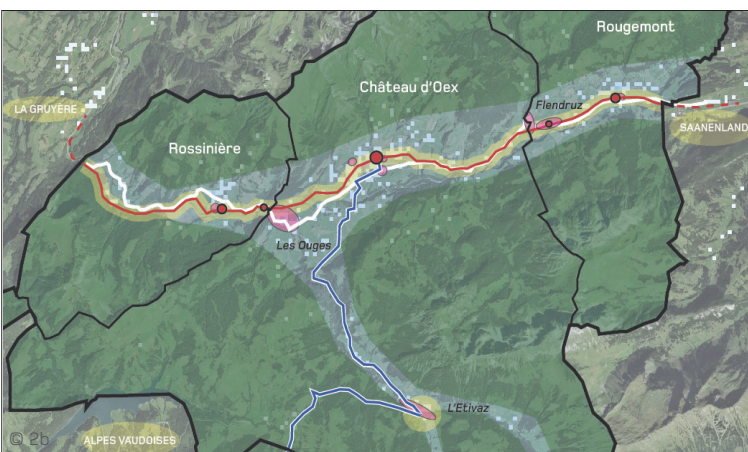 Rougemont
Château d'Oex
LA GRUYÈRE
Flendruz
SAANENLAND
Rossinière
Les Ouges
L'Etivaz
© 2b
ALPES VAUDOISES